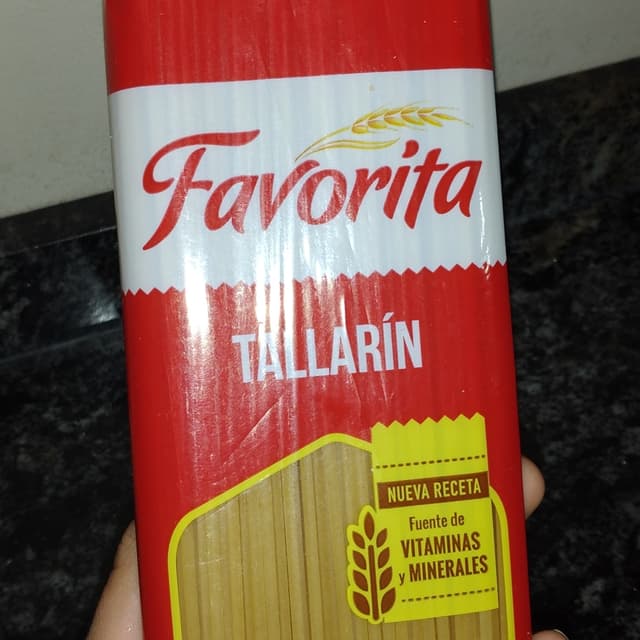 Favorita
TALLARÍN
NUEVA RECETA
Fuente de
VITAMINAS
y MINERALES